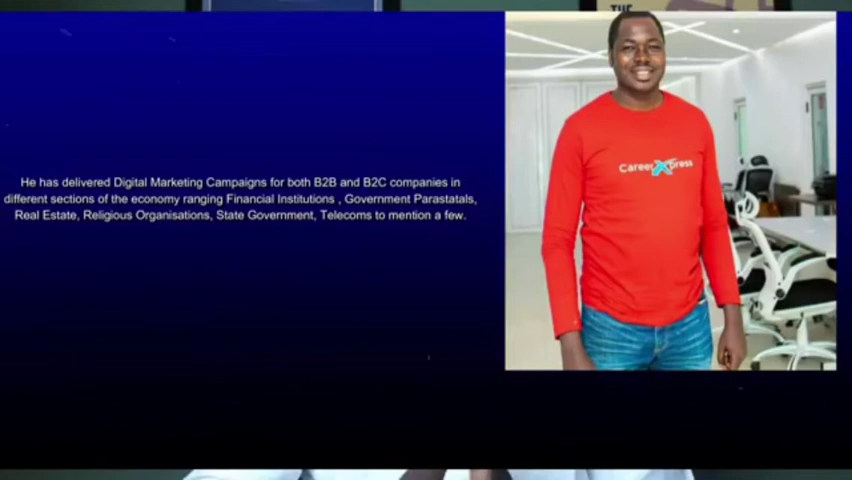 THE
He has delivered Digital Marketing Campaigns for both B2B and B2C companies in
different sections of the economy ranging Financial Institutions , Government Parastatals,
Real Estate, Religious Organisations, State Government, Telecoms to mention a few.
CareerXpress